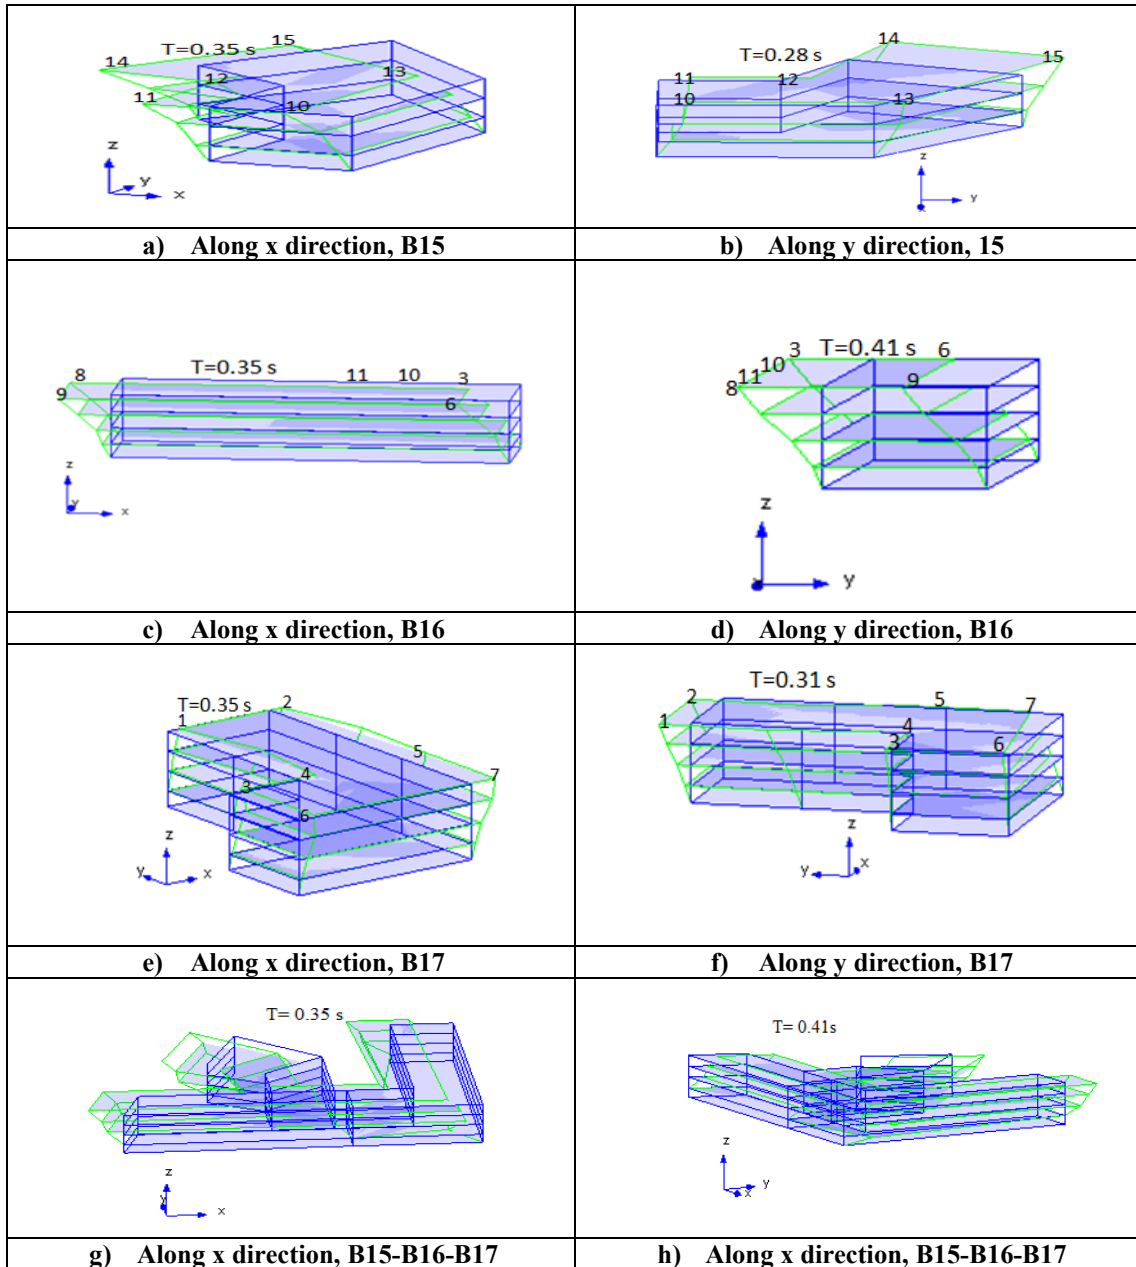 T=0.35 s
15
14
13
12
11
10
z
y
x
a) Along x direction, B15
T=0.28 s
14
15
11
12
10
13
z
y
x
b) Along y direction, 15
T=0.35 s
8
11
10
3
9
6
z
y
x
c) Along x direction, B16
T=0.41 s
3
6
10
11
8
9
z
y
x
d) Along y direction, B16
T=0.35 s
2
1
5
4
7
3
6
z
y
x
e) Along x direction, B17
T=0.31 s
2
5
7
1
4
3
6
z
y
x
f) Along y direction, B17
T= 0.35 s
z
y
x
g) Along x direction, B15-B16-B17
T= 0.41s
z
y
x
h) Along x direction, B15-B16-B17